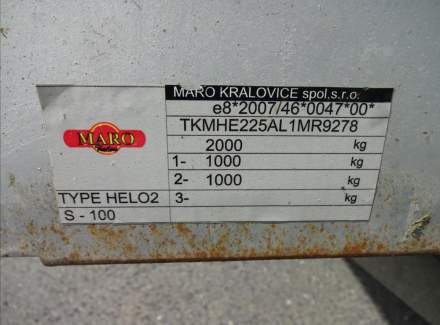 MARO KRALOVICE spol.s.r.o.
e8*2007/46*0047*00*
MARO
TKMHE225AL1MR9278
2000 kg
1- 1000 kg
2- 1000 kg
TYPE HELO2 3- kg
S - 100